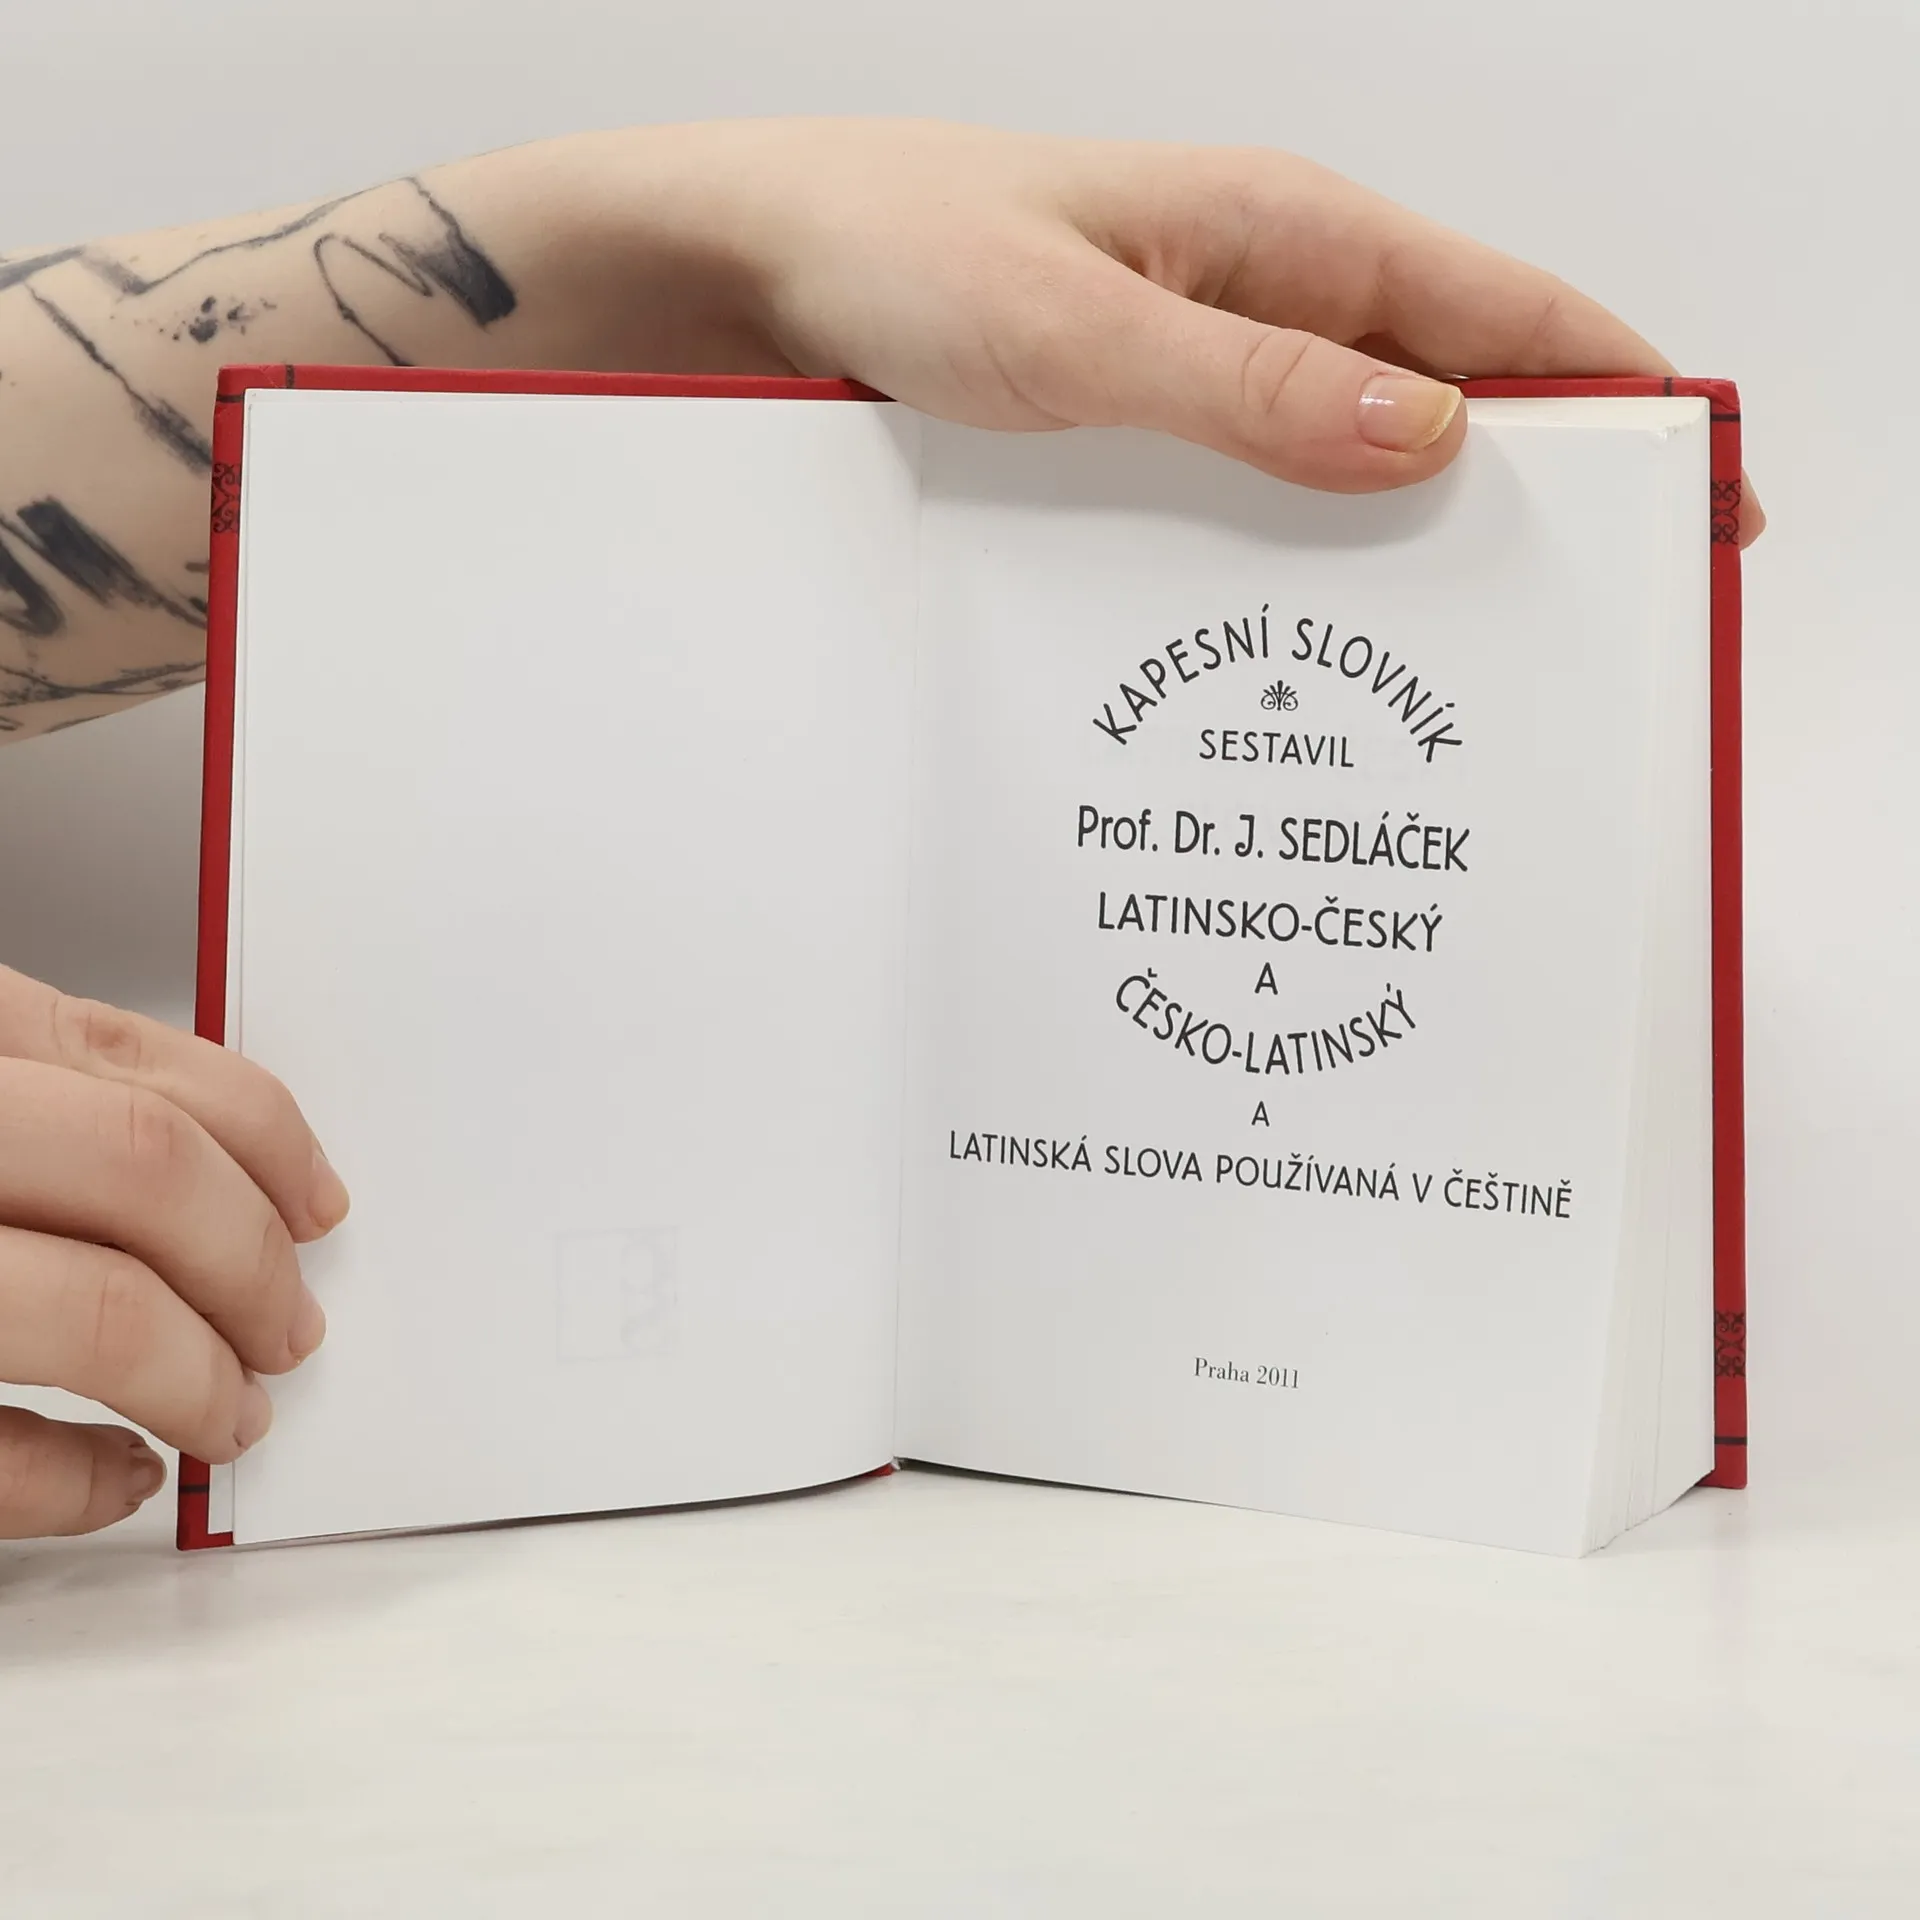 KAPESNÍ SLOVNÍK
SESTAVIL
Prof. Dr. J. SEDLÁČEK
LATINSKO-ČESKÝ
A
ČESKO-LATINSKÝ
A
LATINSKÁ SLOVA POUŽÍVANÁ V ČEŠTINĚ
Praha 2011